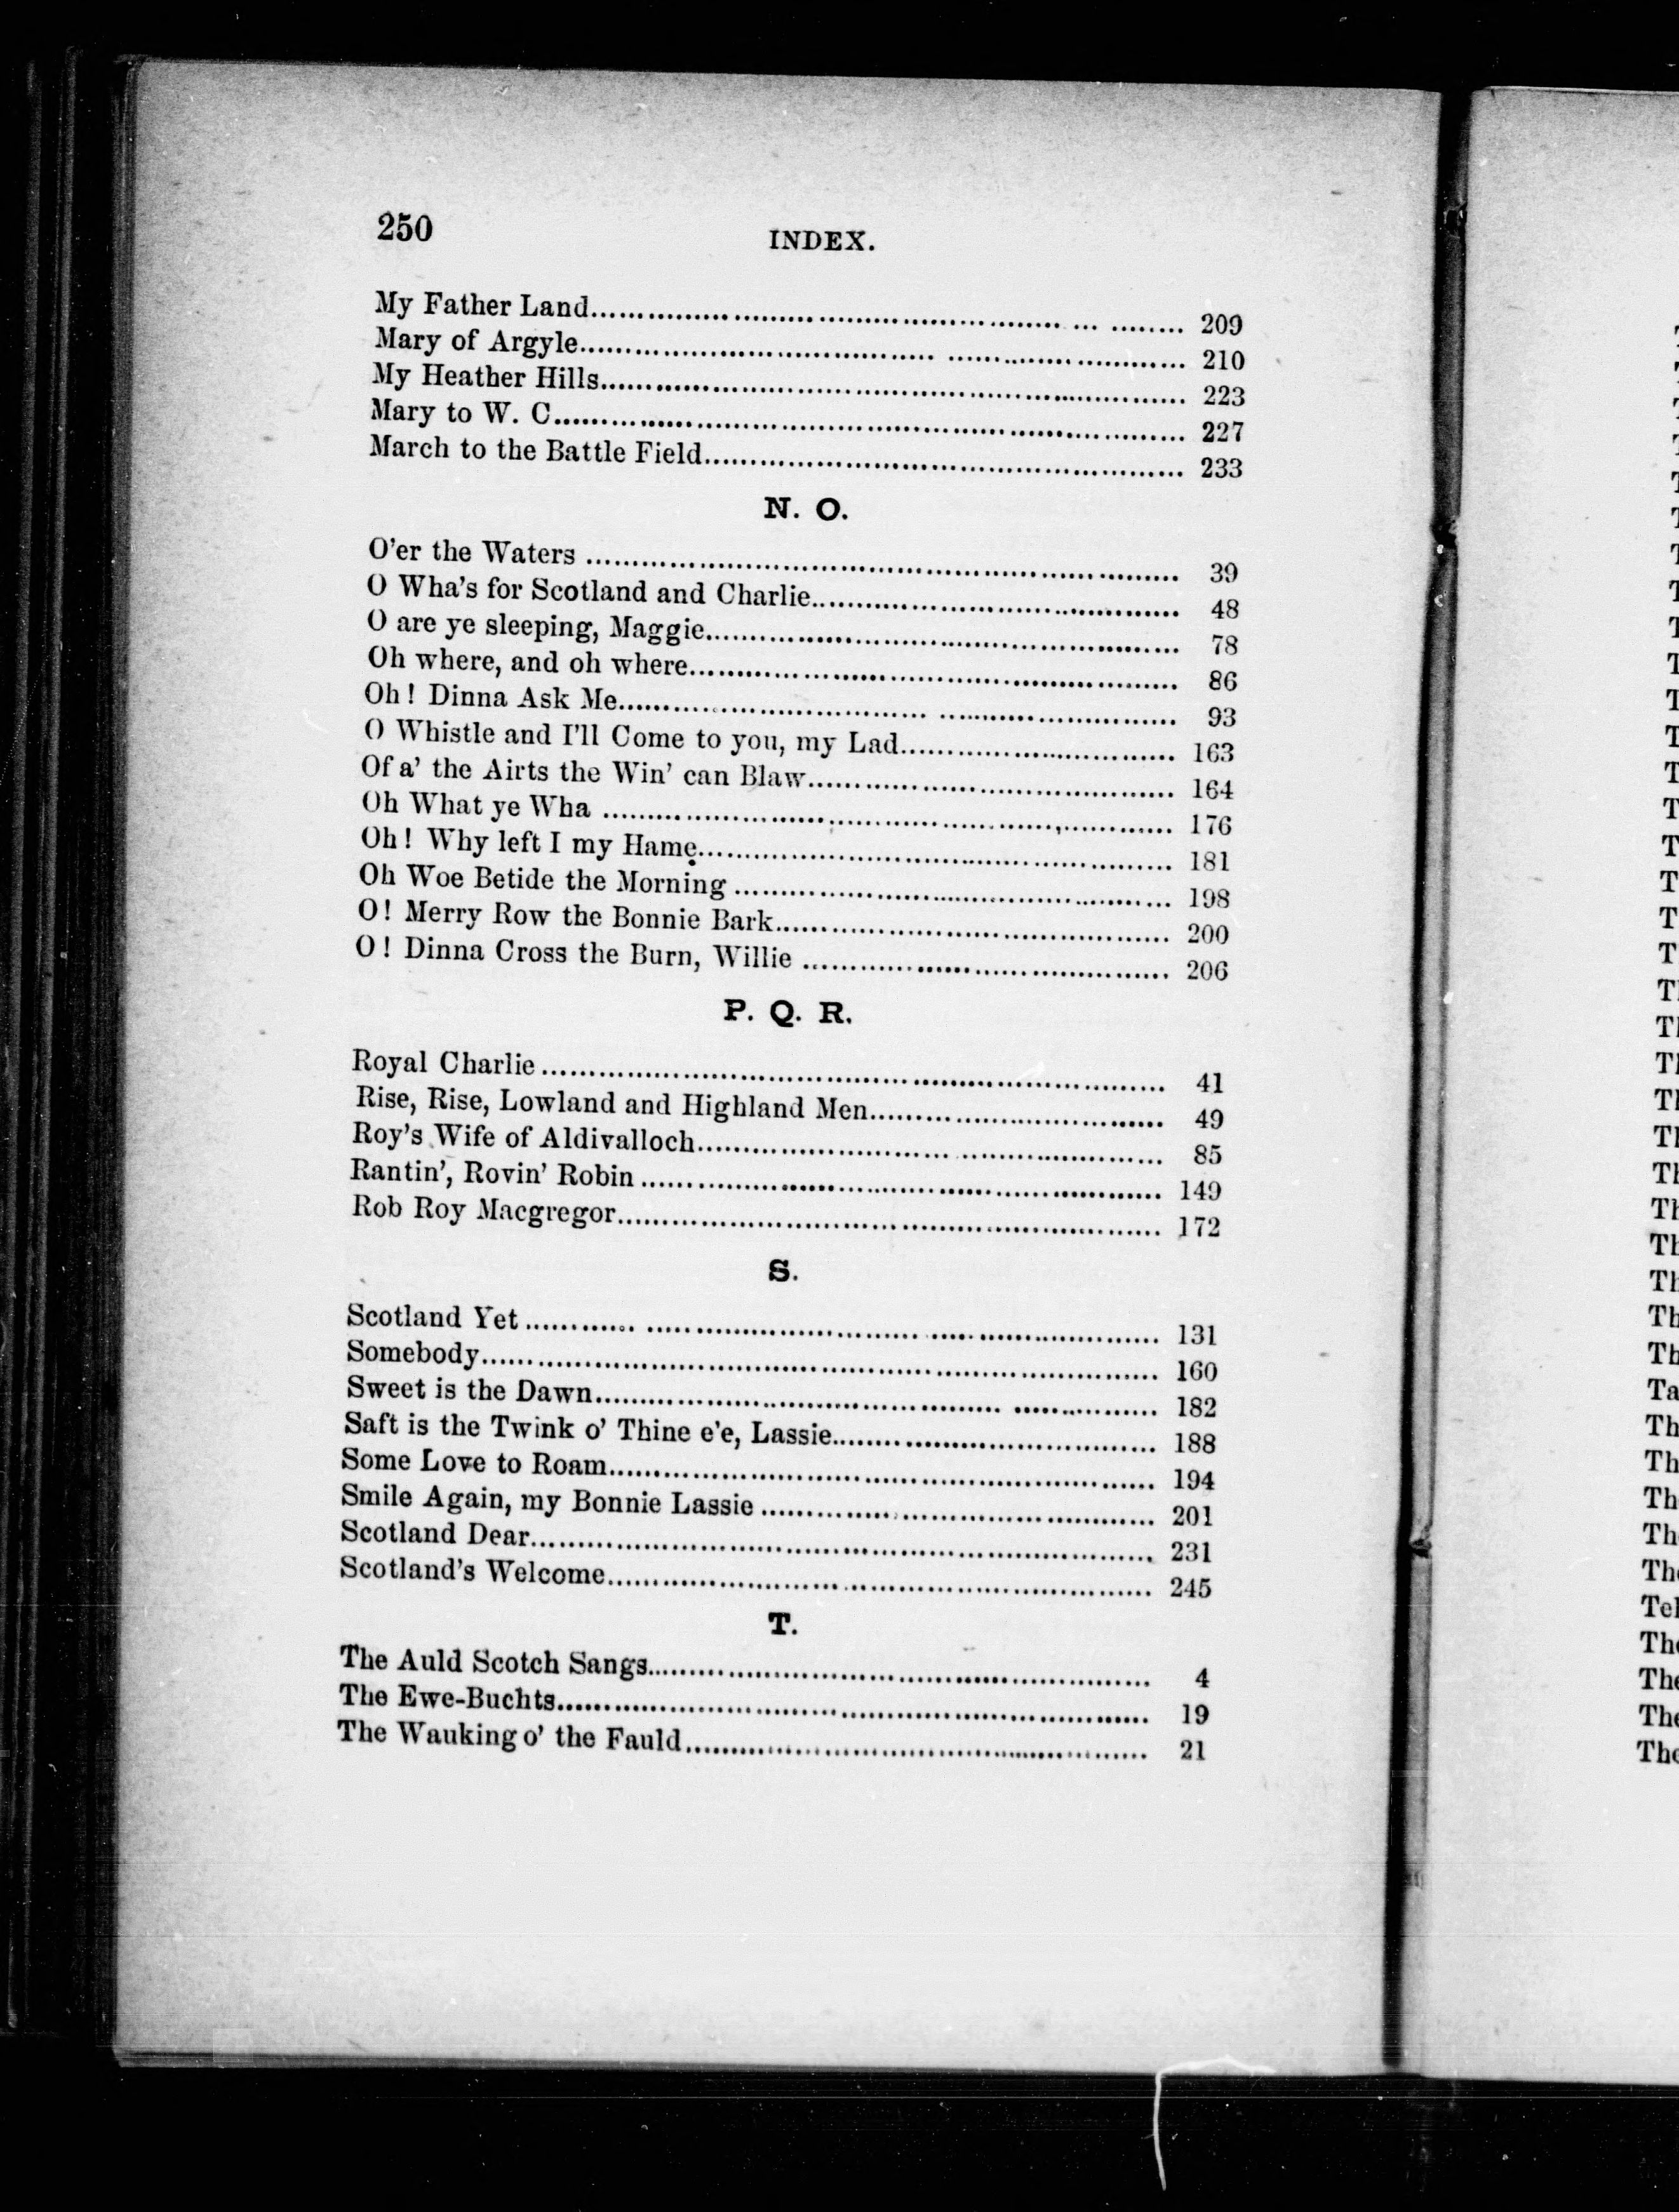 250
INDEX.
My Father Land........................................................ ... ........ 209
Mary of Argyle........................................ ............................ 210
My Heather Hills.................................................................. 223
Mary to W. C...................................................................... 227
March to the Battle Field...................................................... 233
N. O.
O'er the Waters .................................................................. 39
O Wha's for Scotland and Charlie.......................................... 48
O are ye sleeping, Maggie..................................................... 78
Oh where, and oh where....................................................... 86
Oh! Dinna Ask Me.................................. ........................... 93
O Whistle and I'll Come to you, my Lad............................... 163
Of a' the Airts the Win' can Blaw......................................... 164
Oh What ye Wha ............................................................... 176
Oh! Why left I my Hame..................................................... 181
Oh Woe Betide the Morning ................................................ 198
O! Merry Row the Bonnie Bark............................................ 200
O! Dinna Cross the Burn, Willie ......................................... 206
P. Q. R.
Royal Charlie ..................................................................... 41
Rise, Rise, Lowland and Highland Men................................. 49
Roy's Wife of Aldivalloch............................ ....................... 85
Rantin', Rovin' Robin .......................................................... 149
Rob Roy Macgregor............................................................. 172
S.
Scotland Yet ............ ......................................................... 131
Somebody........................................................................... 160
Sweet is the Dawn............................................. ................ 182
Saft is the Twink o' Thine e'e, Lassie.................................... 188
Some Love to Roam............................................................. 194
Smile Again, my Bonnie Lassie ............................................ 201
Scotland Dear...................................................................... 231
Scotland's Welcome............................................................. 245
T.
The Auld Scotch Sangs......................................................... 4
The Ewe-Buchts................................................................... 19
The Wauking o' the Fauld..................................................... 21